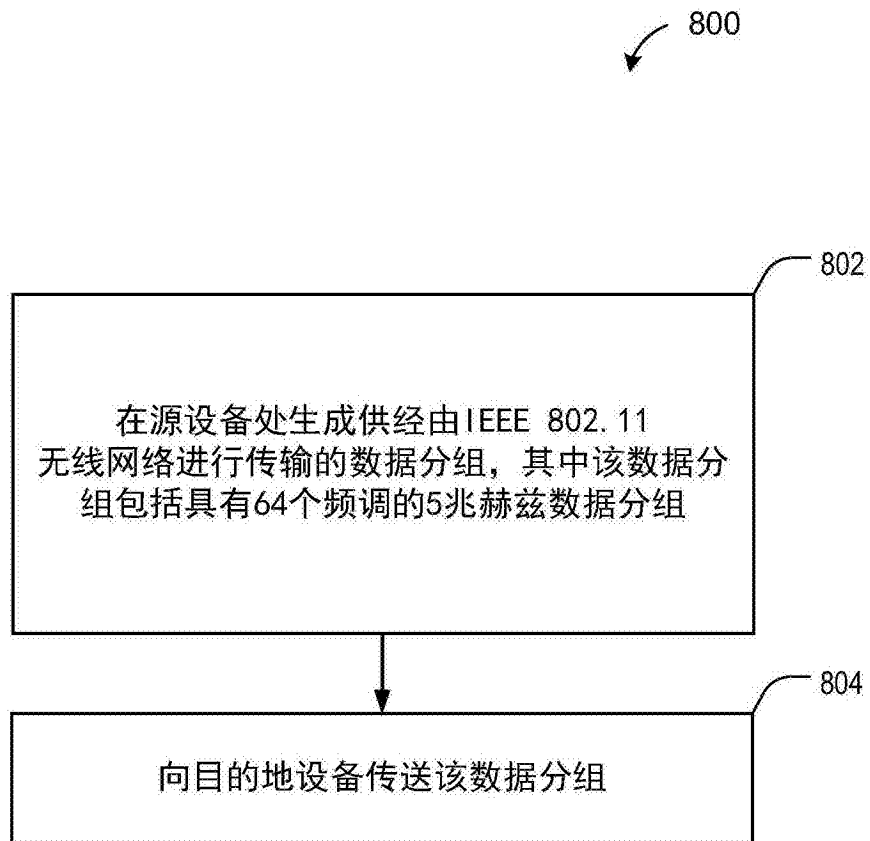 800
802
在源设备处生成供经由IEEE 802.11
无线网络进行传输的数据分组，其中该数据分
组包括具有64个频调的5兆赫兹数据分组
804
向目的地设备传送该数据分组